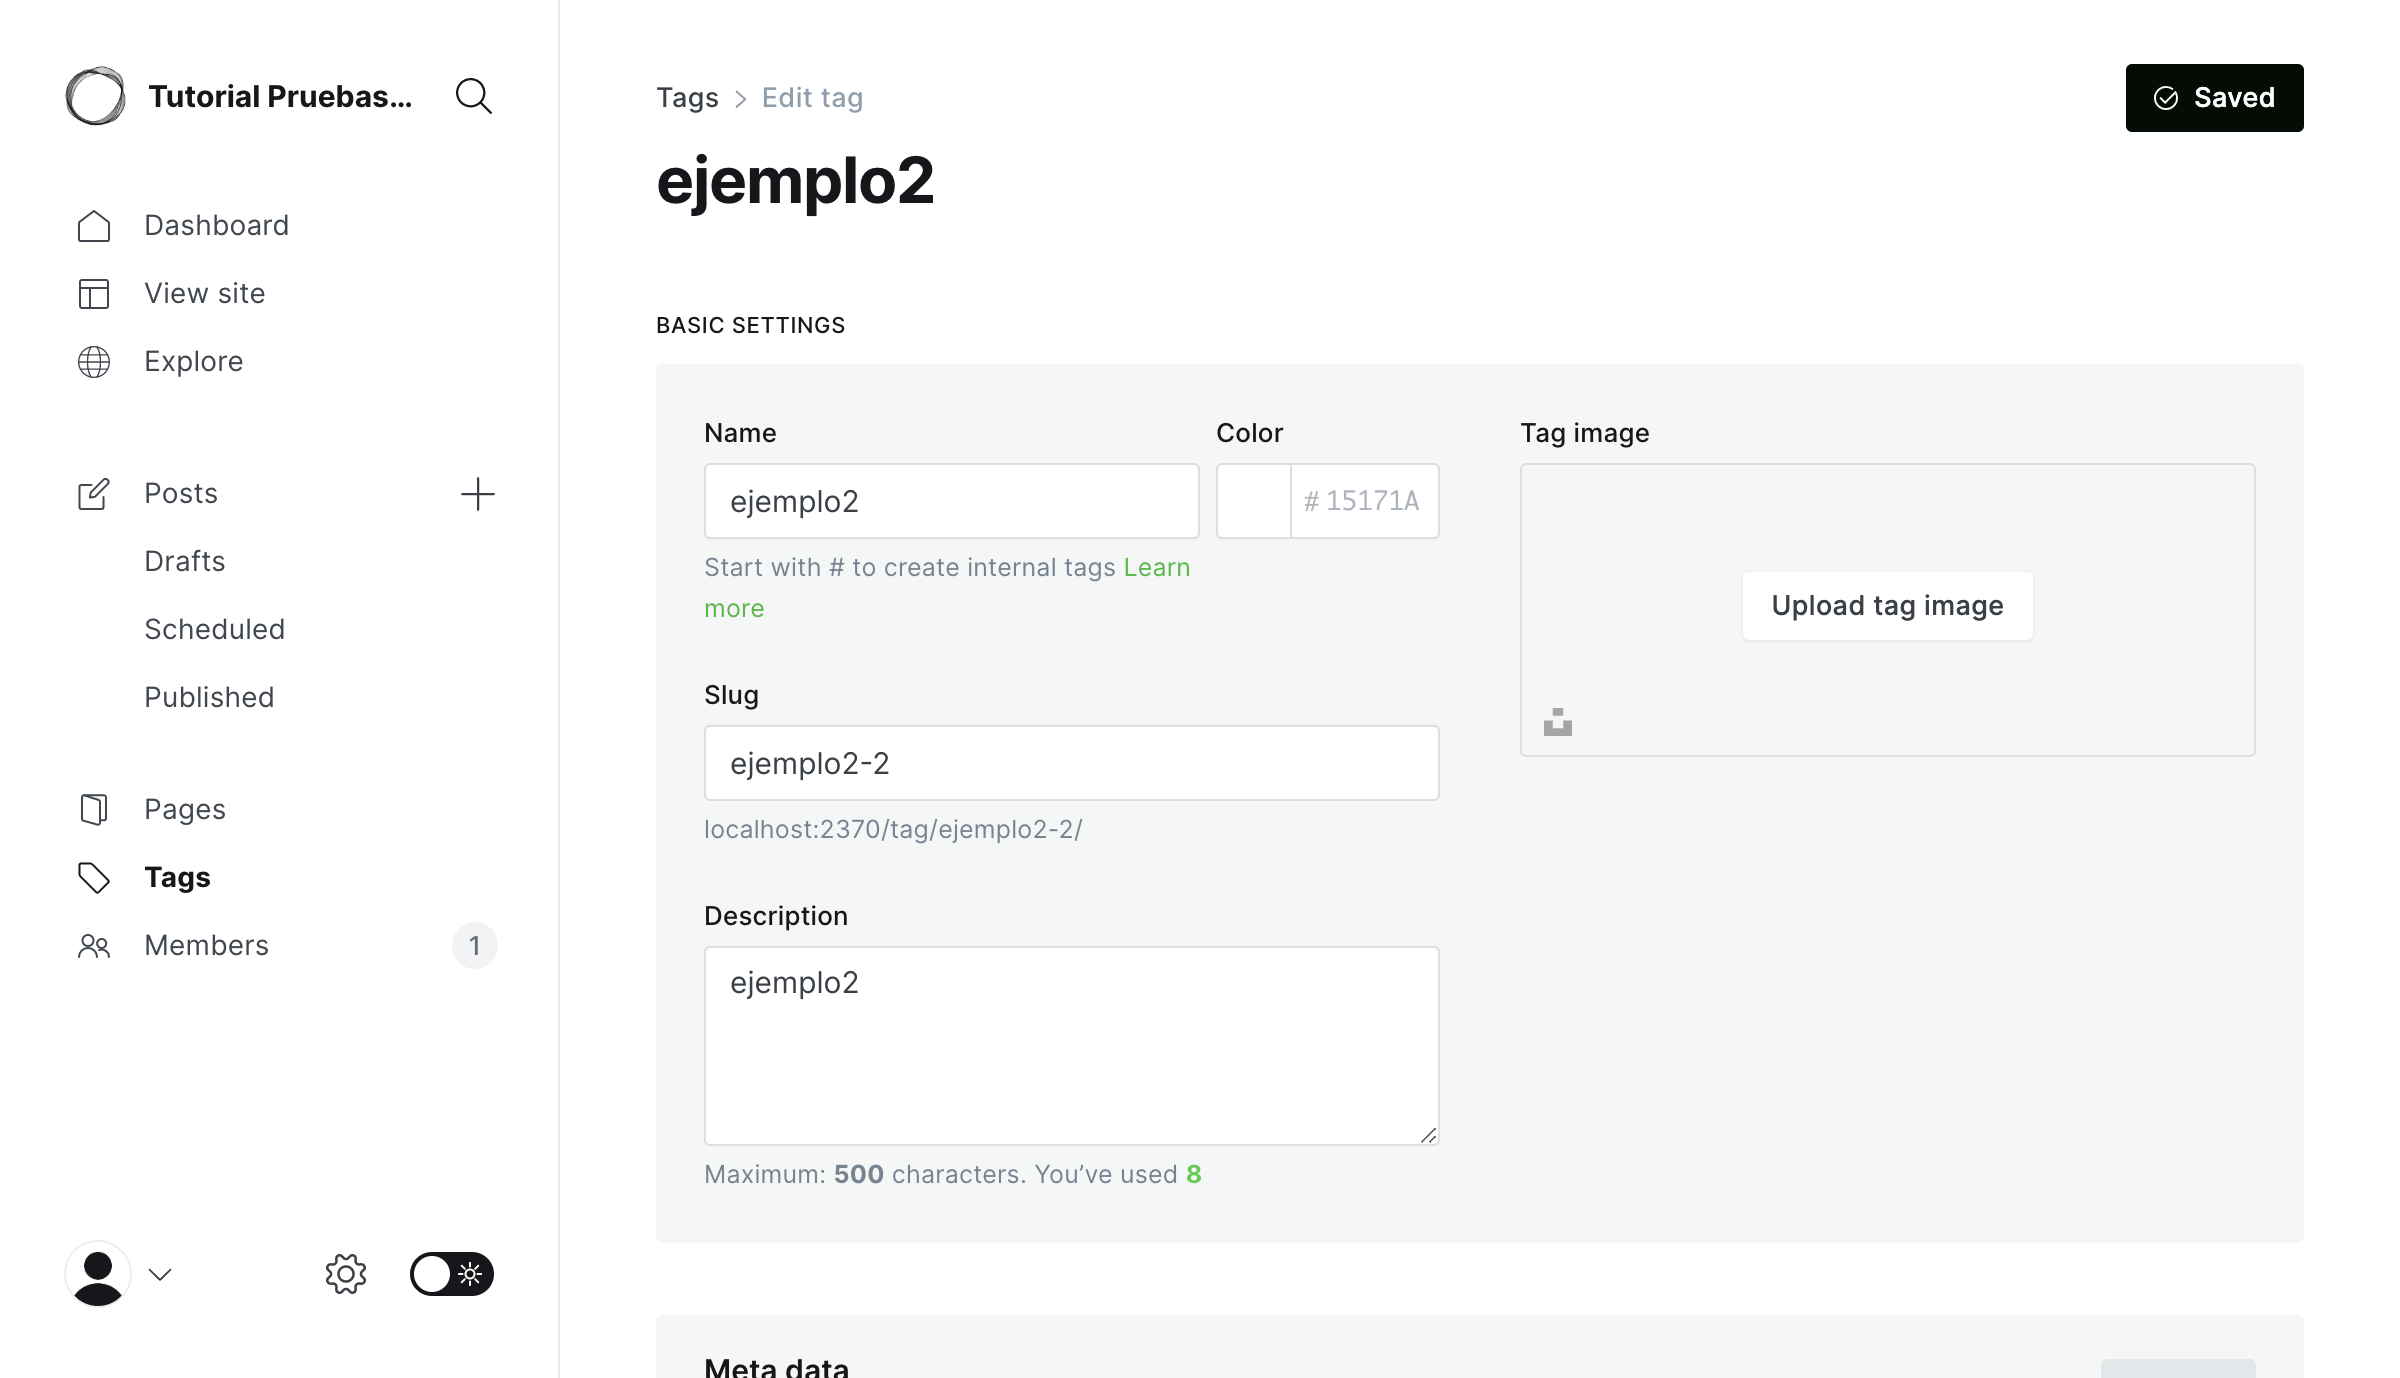 Tutorial Pruebas...
Dashboard
View site
Explore
Posts
Drafts
Scheduled
Published
Pages
Tags
Members
1
Tags > Edit tag
Saved
ejemplo2
BASIC SETTINGS
Name
ejemplo2
Start with # to create internal tags Learn
more
Color
# 15171A
Slug
ejemplo2-2
localhost:2370/tag/ejemplo2-2/
Description
ejemplo2
Maximum: 500 characters. You’ve used 8
Tag image
Upload tag image
Meta data